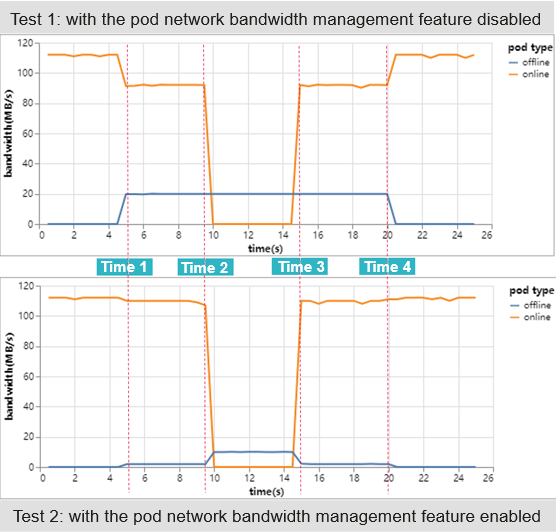 Test 1: with the pod network bandwidth management feature disabled
120
100
80
60
40
20
0
bandwidth(MB/s)
0 2 4 6 8 10 12 14 16 18 20 22 24 26
time(s)
pod type
offline
online
Time 1 Time 2 Time 3 Time 4
120
100
80
60
40
20
0
bandwidth(MB/s)
0 2 4 6 8 10 12 14 16 18 20 22 24 26
time(s)
pod type
offline
online
Test 2: with the pod network bandwidth management feature enabled